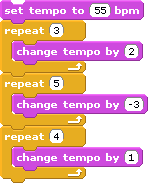 set tempo to 55 bpm
repeat 3
change tempo by 2
repeat 5
change tempo by -3
repeat 4
change tempo by 1